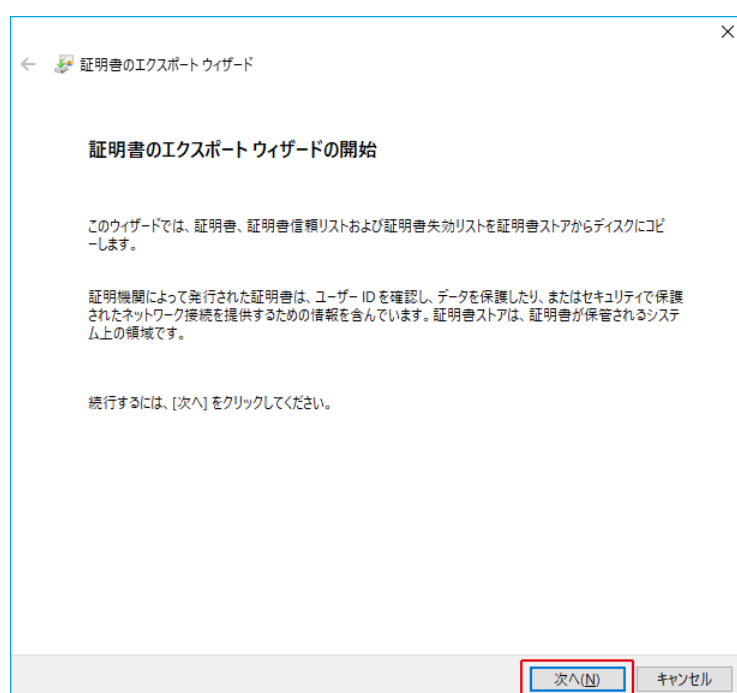 証明書のエクスポート ウィザード
証明書のエクスポート ウィザードの開始
このウィザードでは、証明書、証明書信頼リストおよび証明書失効リストを証明書ストアからディスクにコピ
ーします。
証明機関によって発行された証明書は、ユーザー ID を確認し、データを保護したり、またはセキュリティで保護
されたネットワーク接続を提供するための情報を含んでいます。証明書ストアは、証明書が保管されるシステ
ム上の領域です。
続行するには、[次へ] をクリックしてください。
次へ(N)
キャンセル